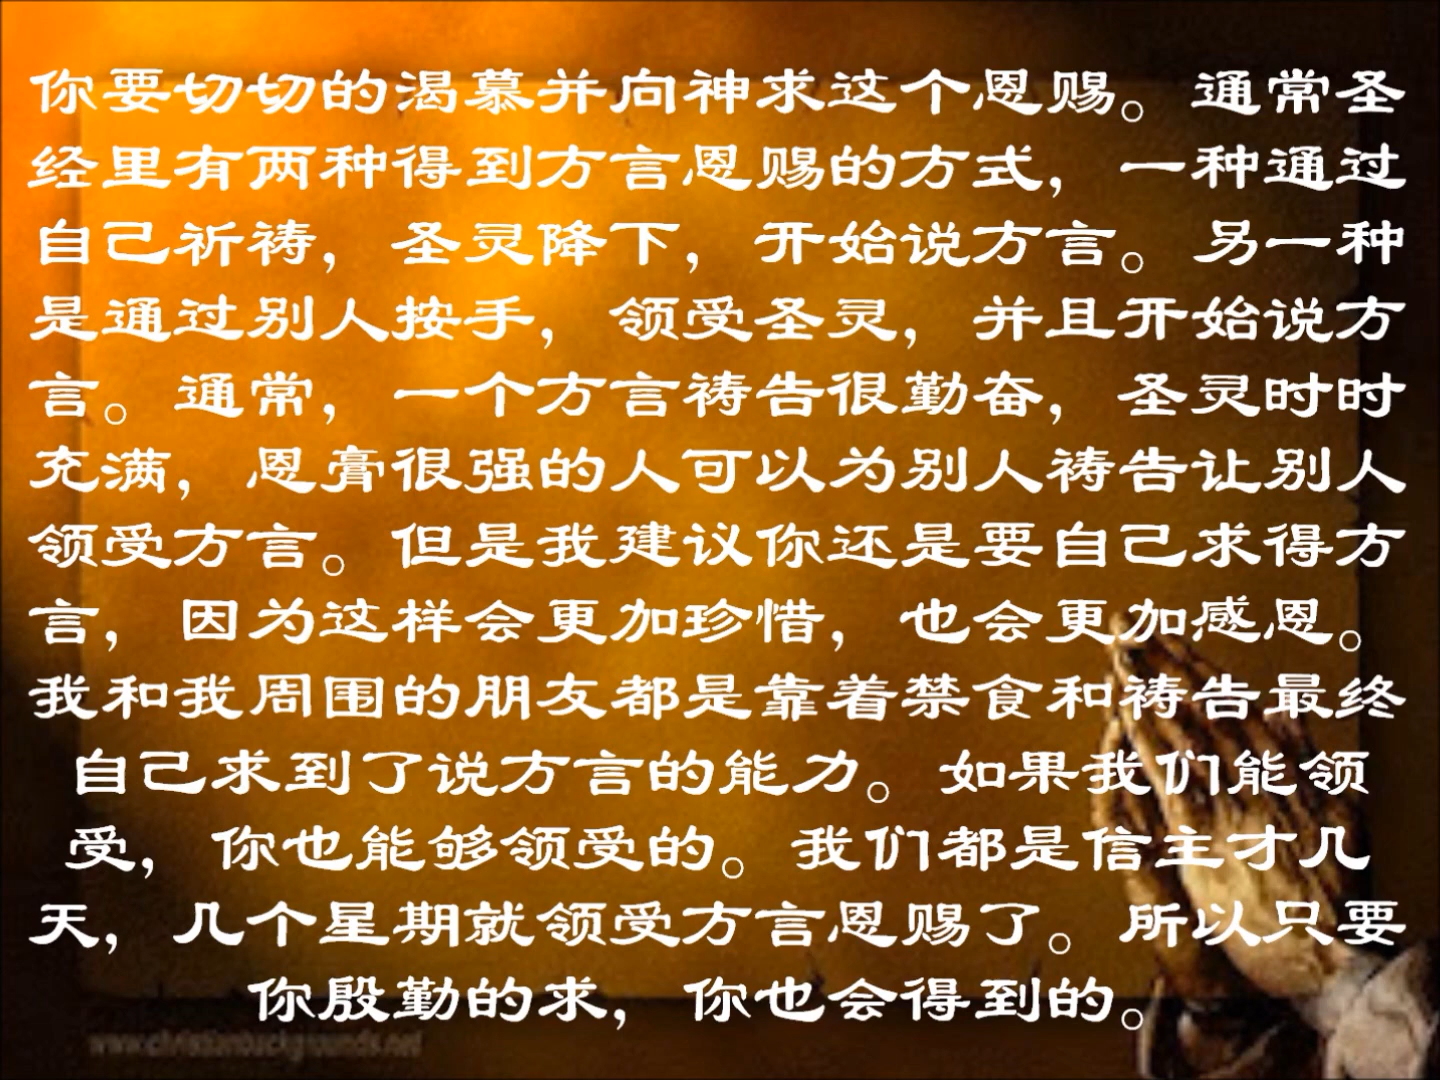 你要切切的渴慕并向神求这个恩赐。通常圣
经里有两种得到方言恩赐的方式，一种通过
自己祈祷，圣灵降下，开始说方言。另一种
是通过别人按手，领受圣灵，并且开始说方
言。通常，一个方言祷告很勤奋，圣灵时时
充满，恩膏很强的人可以为别人祷告让别人
领受方言。但是我建议你还是要自己求得方
言，因为这样会更加珍惜，也会更加感恩。
我和我周围的朋友都是靠着禁食和祷告最终
自己求到了说方言的能力。如果我们能领
受，你也能够领受的。我们都是信主才几
天，几个星期就领受方言恩赐了。所以只要
你殷勤的求，你也会得到的。
www.christianbackgrounds.net